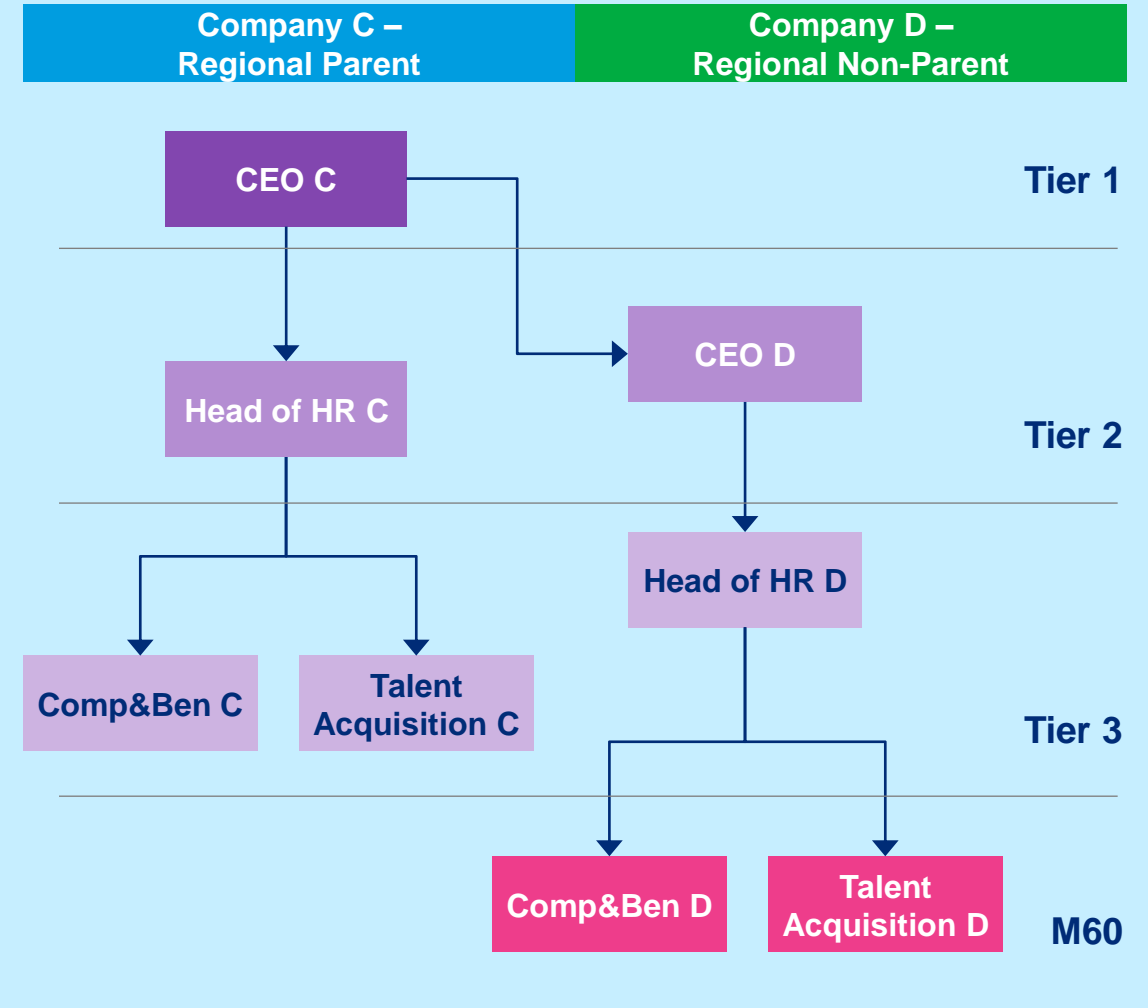 Company C –
Regional Parent
Company D –
Regional Non-Parent
CEO C
Tier 1
CEO D
Head of HR C
Tier 2
Head of HR D
Comp&Ben C
Talent
Acquisition C
Tier 3
Comp&Ben D
Talent
Acquisition D
M60